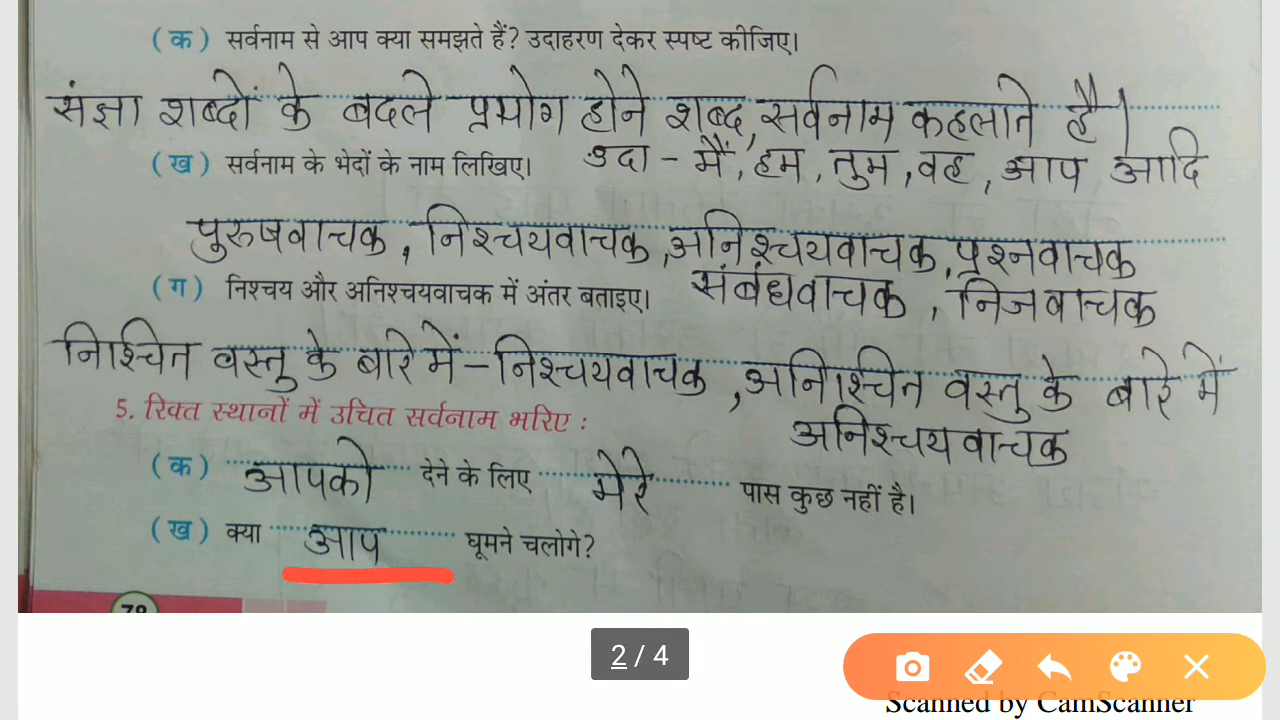 (क) सर्वनाम से आप क्या समझते हैं? उदाहरण देकर स्पष्ट कीजिए।
संज्ञा शब्दों के बदले प्रयोग होने शब्द, सर्वनाम कहलाते है।
(ख) सर्वनाम के भेदों के नाम लिखिए। उदा - मैं, हम, तुम, वह, आप आदि
पुरुषवाचक, निश्चयवाचक, अनिश्चयवाचक, प्रश्नवाचक
(ग) निश्चय और अनिश्चयवाचक में अंतर बताइए। संबंधवाचक, निजवाचक
निश्चित वस्तु के बारे में - निश्चयवाचक, अनिश्चित वस्तु के बारे में
5. रिक्त स्थानों में उचित सर्वनाम भरिए :
अनिश्चयवाचक
(क) आपको देने के लिए मेरे पास कुछ नहीं है।
(ख) क्या आप घूमने चलोगे?
78
2 / 4
Scanned by CamScanner